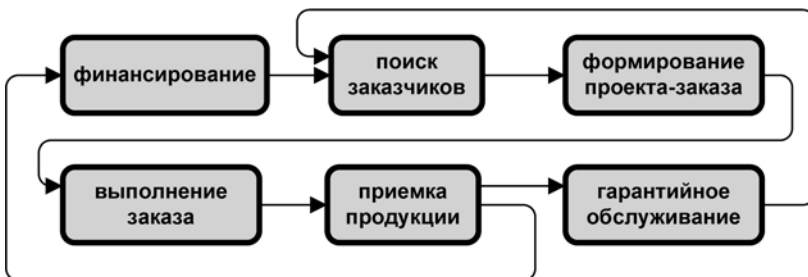 финансирование
поиск
заказчиков
формирование
проекта-заказа
выполнение
заказа
приемка
продукции
гарантийное
обслуживание